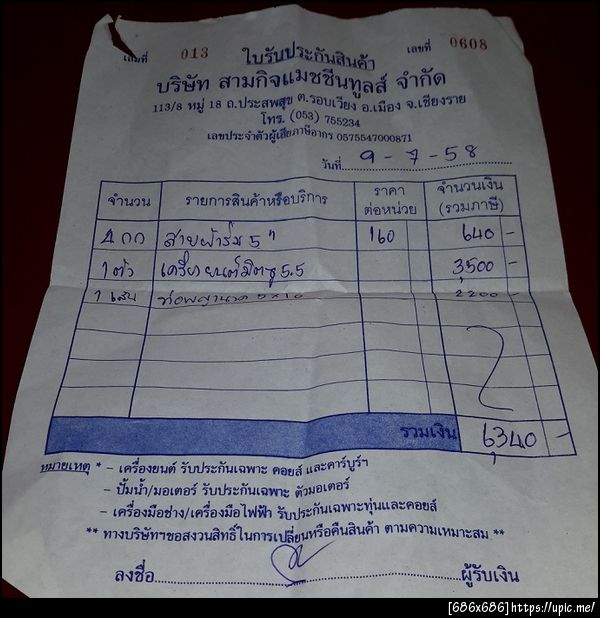 เล่มที่ 013 ใบรับประกันสินค้า เลขที่ 0608
บริษัท สามกิจแมชชีนทูลส์ จำกัด
113/8 หมู่ 18 ถ.ประสพสุข ต.รอบเวียง อ.เมือง จ.เชียงราย
โทร. (053) 755234
เลขประจำตัวผู้เสียภาษีอากร 0575547000871
วันที่ 9-7-58
จำนวน รายการสินค้าหรือบริการ ราคาต่อหน่วย จำนวนเงิน (รวมภาษี)
สายผ้าร่ม 5" 160 640 -
1 ตัว เครื่องยนต์มิตซู 5.5 3,500 -
1 เส้น ท่อพญานาค 5x10 2200 -
รวมเงิน 6,340 -
หมายเหตุ * - เครื่องยนต์ รับประกันเฉพาะ คอยส์ และคาร์บูร์ฯ
- ปั๊มน้ำ/มอเตอร์ รับประกันเฉพาะ ตัวมอเตอร์
- เครื่องมือช่าง/เครื่องมือไฟฟ้า รับประกันเฉพาะทุ่นและคอยส์
** ทางบริษัทฯขอสงวนสิทธิ์ในการเปลี่ยนหรือคืนสินค้า ตามความเหมาะสม **
ลงชื่อ ผู้รับเงิน
[686x686] https://upic.me/